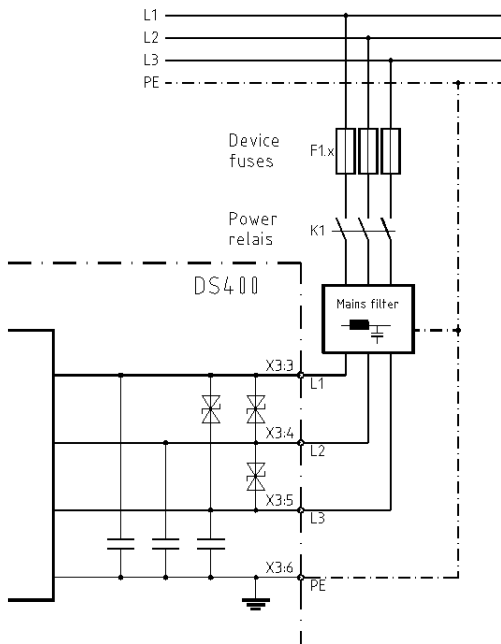 L1
L2
L3
PE
Device
fuses
F1.x
Power
relais
K1
DS400
Mains filter
X3:3
L1
X3:4
L2
X3:5
L3
X3:6
PE